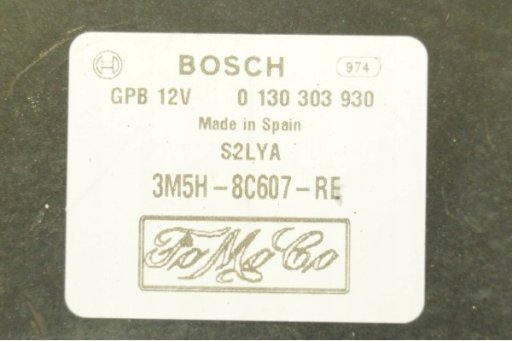 BOSCH 974
GPB 12V 0 130 303 930
Made in Spain
S2LYA
3M5H-8C607-RE
FoMoCo